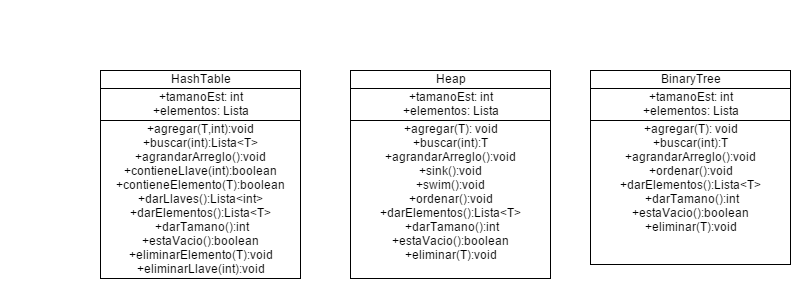 HashTable
+tamanoEst: int
+elementos: Lista
+agregar(T,int):void
+buscar(int):Lista<T>
+agrandarArreglo():void
+contieneLlave(int):boolean
+contieneElemento(T):boolean
+darLlaves():Lista<int>
+darElementos():Lista<T>
+darTamano():int
+estaVacio():boolean
+eliminarElemento(T):void
+eliminarLlave(int):void
Heap
+tamanoEst: int
+elementos: Lista
+agregar(T): void
+buscar(int):T
+agrandarArreglo():void
+sink():void
+swim():void
+ordenar():void
+darElementos():Lista<T>
+darTamano():int
+estaVacio():boolean
+eliminar(T):void
BinaryTree
+tamanoEst: int
+elementos: Lista
+agregar(T): void
+buscar(int):T
+agrandarArreglo():void
+ordenar():void
+darElementos():Lista<T>
+darTamano():int
+estaVacio():boolean
+eliminar(T):void